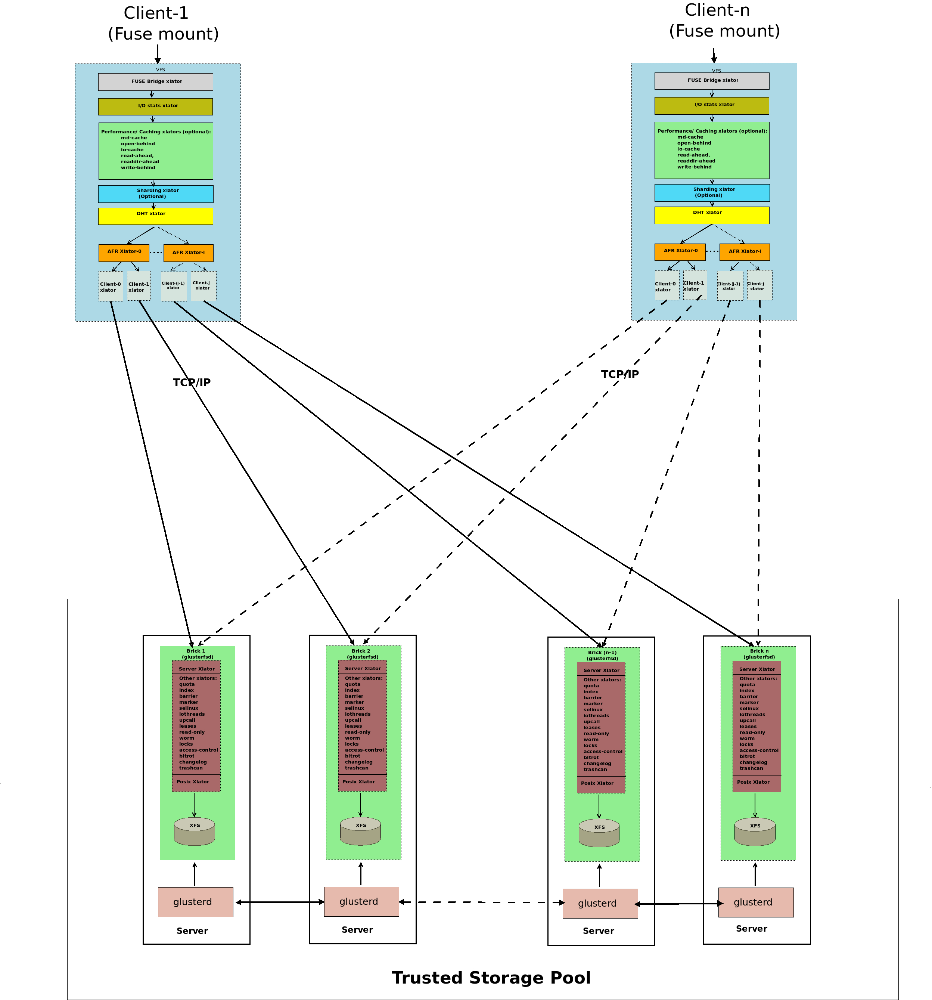 Client-1
(Fuse mount)
VFS
FUSE Bridge xlator
I/O stats xlator
Performance/ Caching xlators (optional):
md-cache
open-behind
io-cache
read-ahead,
readdir-ahead
write-behind
Sharding xlator
(Optional)
DHT xlator
AFR Xlator-0
AFR Xlator-i
Client-0
xlator
Client-1
xlator
Client-(j-1)
xlator
Client-j
xlator
TCP/IP
Client-n
(Fuse mount)
VFS
FUSE Bridge xlator
I/O stats xlator
Performance/ Caching xlators (optional):
md-cache
open-behind
io-cache
read-ahead,
readdir-ahead
write-behind
Sharding xlator
(Optional)
DHT xlator
AFR Xlator-0
AFR Xlator-i
Client-0
xlator
Client-1
xlator
Client-(j-1)
xlator
Client-j
xlator
TCP/IP
Brick 1
(glusterfsd)
Server Xlator
Other xlators:
quota
index
barrier
marker
selinux
iothreads
upcall
leases
read-only
worm
locks
access-control
bitrot
changelog
trashcan
Posix Xlator
XFS
glusterd
Server
Brick 2
(glusterfsd)
Server Xlator
Other xlators:
quota
index
barrier
marker
selinux
iothreads
upcall
leases
read-only
worm
locks
access-control
bitrot
changelog
trashcan
Posix Xlator
XFS
glusterd
Server
Brick (n-1)
(glusterfsd)
Server Xlator
Other xlators:
quota
index
barrier
marker
selinux
iothreads
upcall
leases
read-only
worm
locks
access-control
bitrot
changelog
trashcan
Posix Xlator
XFS
glusterd
Server
Brick n
(glusterfsd)
Server Xlator
Other xlators:
quota
index
barrier
marker
selinux
iothreads
upcall
leases
read-only
worm
locks
access-control
bitrot
changelog
trashcan
Posix Xlator
XFS
glusterd
Server
Trusted Storage Pool